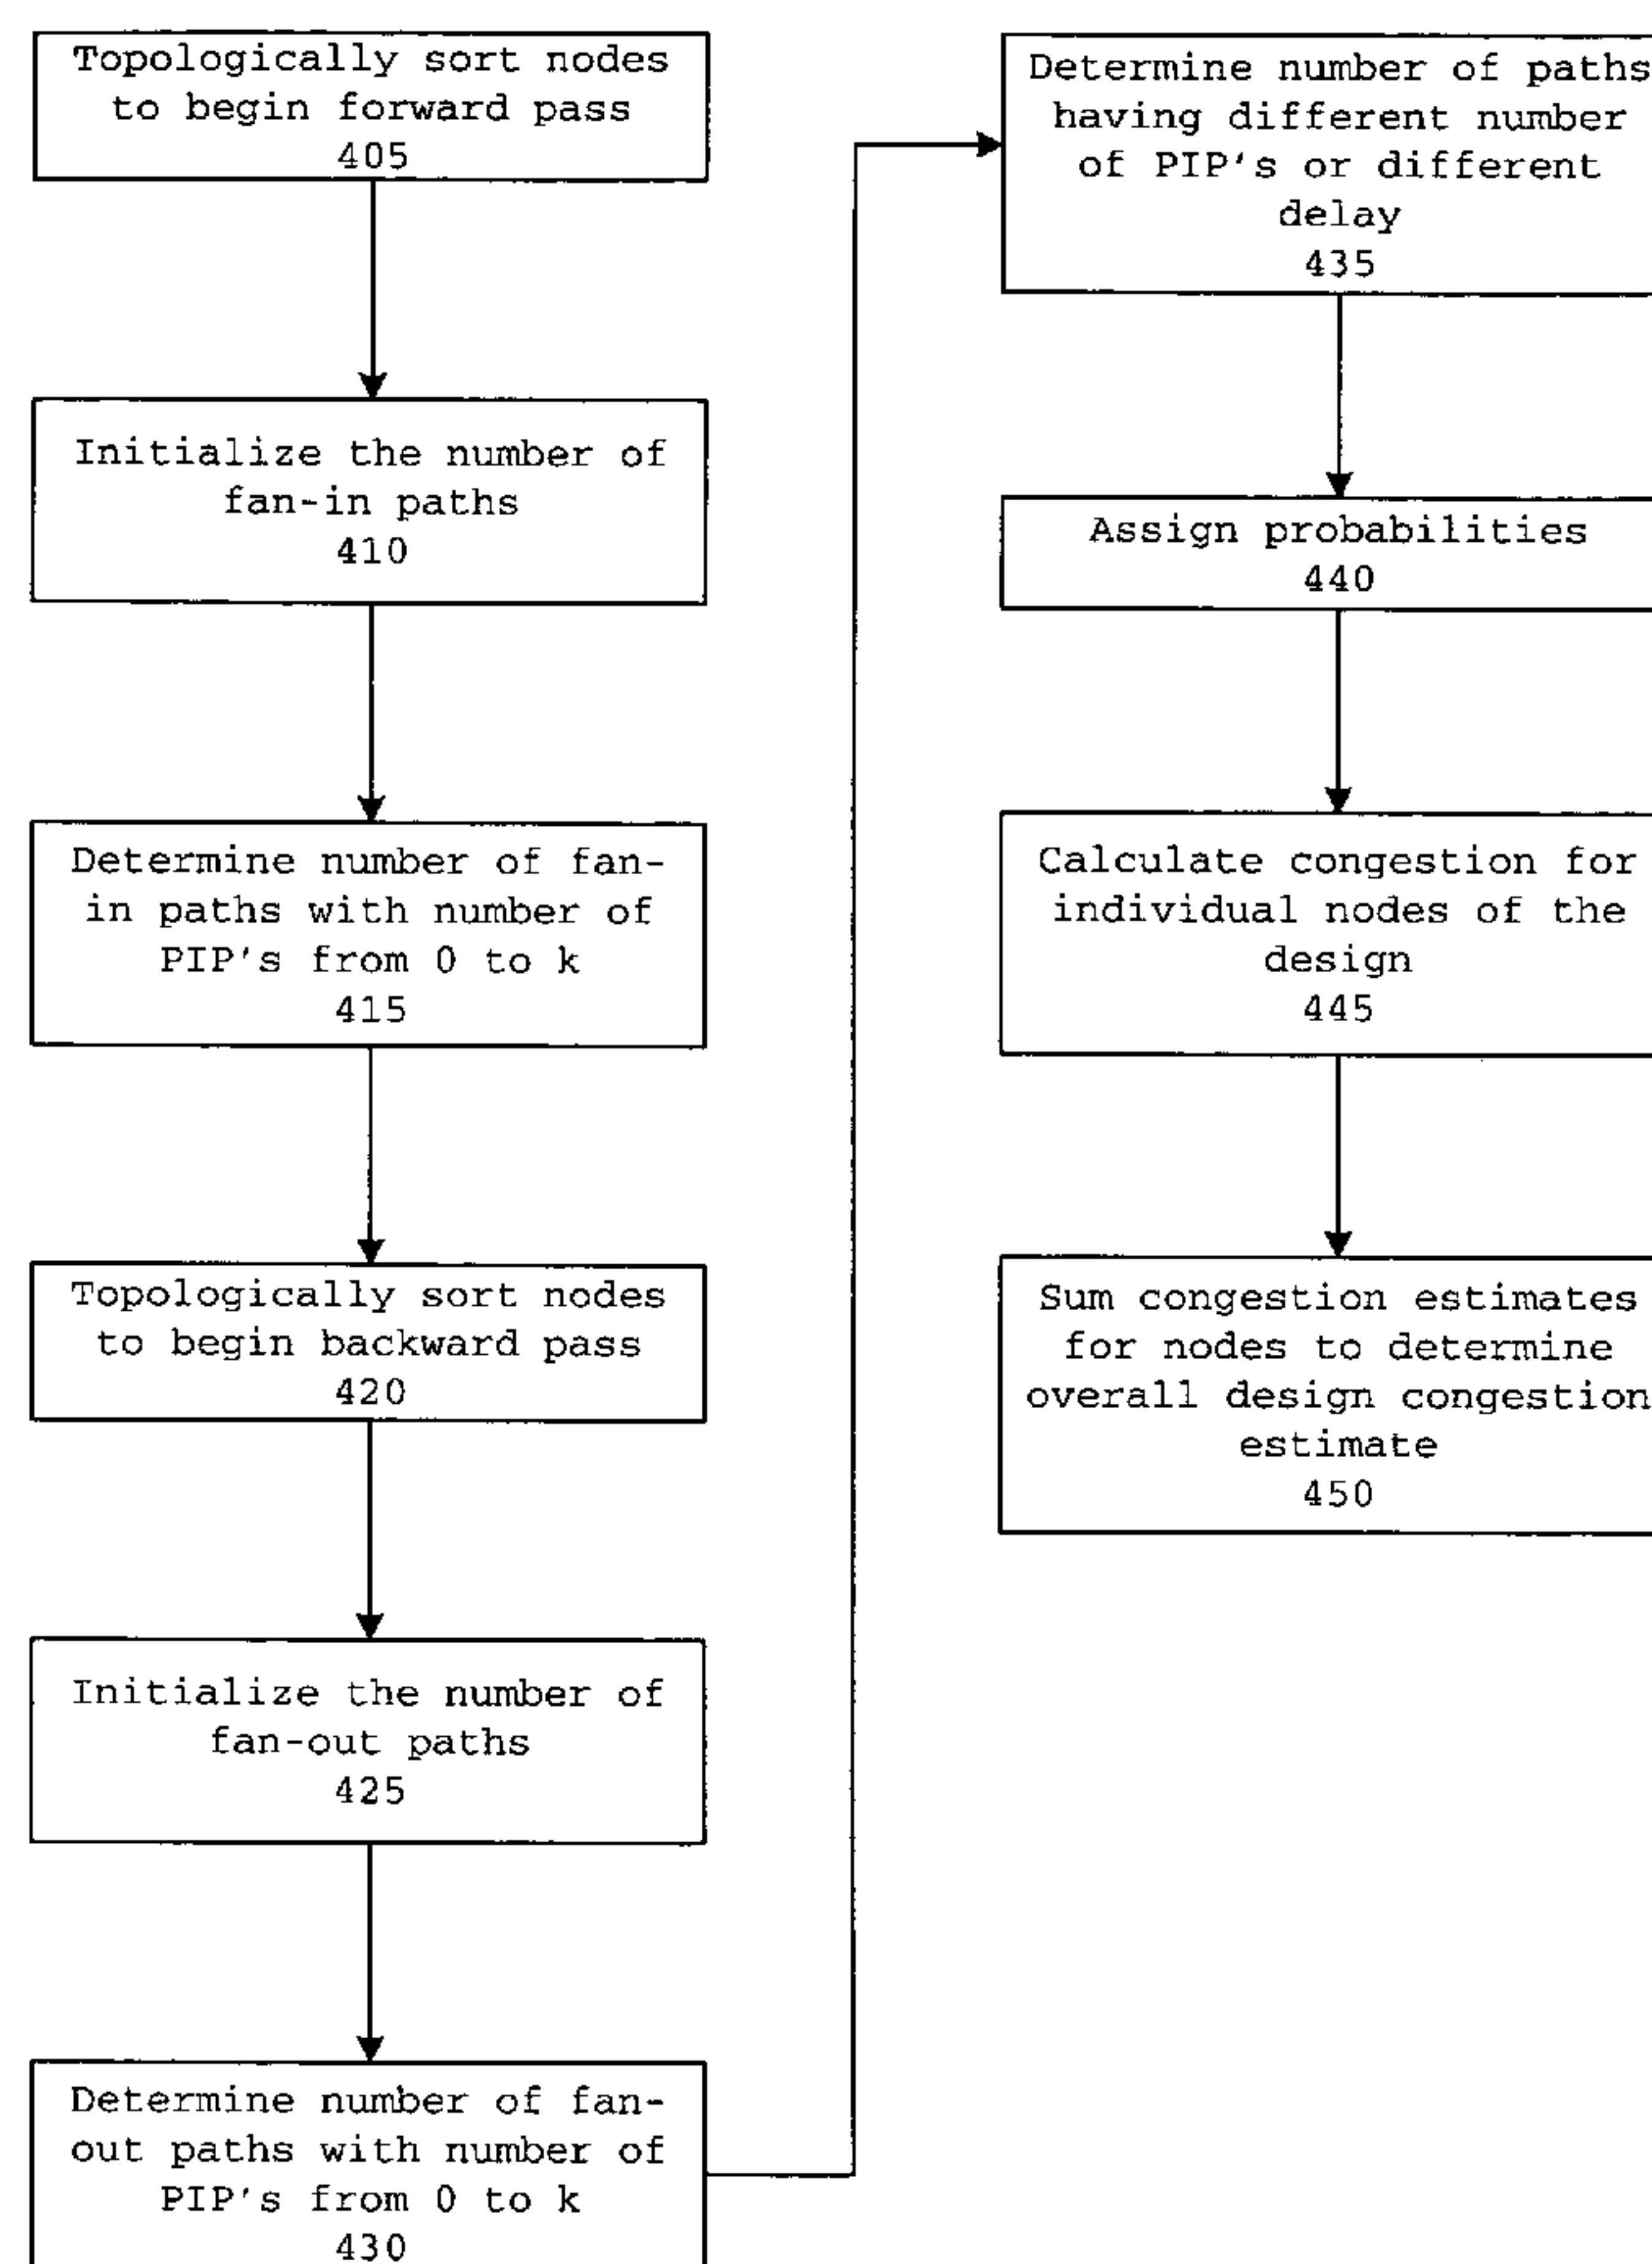 Topologically sort nodes
to begin forward pass
405
Initialize the number of
fan-in paths
410
Determine number of fan-
in paths with number of
PIP's from 0 to k
415
Topologically sort nodes
to begin backward pass
420
Initialize the number of
fan-out paths
425
Determine number of fan-
out paths with number of
PIP's from 0 to k
430
Determine number of paths
having different number
of PIP's or different
delay
435
Assign probabilities
440
Calculate congestion for
individual nodes of the
design
445
Sum congestion estimates
for nodes to determine
overall design congestion
estimate
450